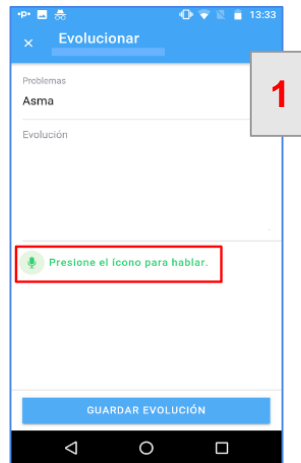 13:33
Evolucionar
1
Problemas
Asma
Evolución
Presione el ícono para hablar.
GUARDAR EVOLUCIÓN